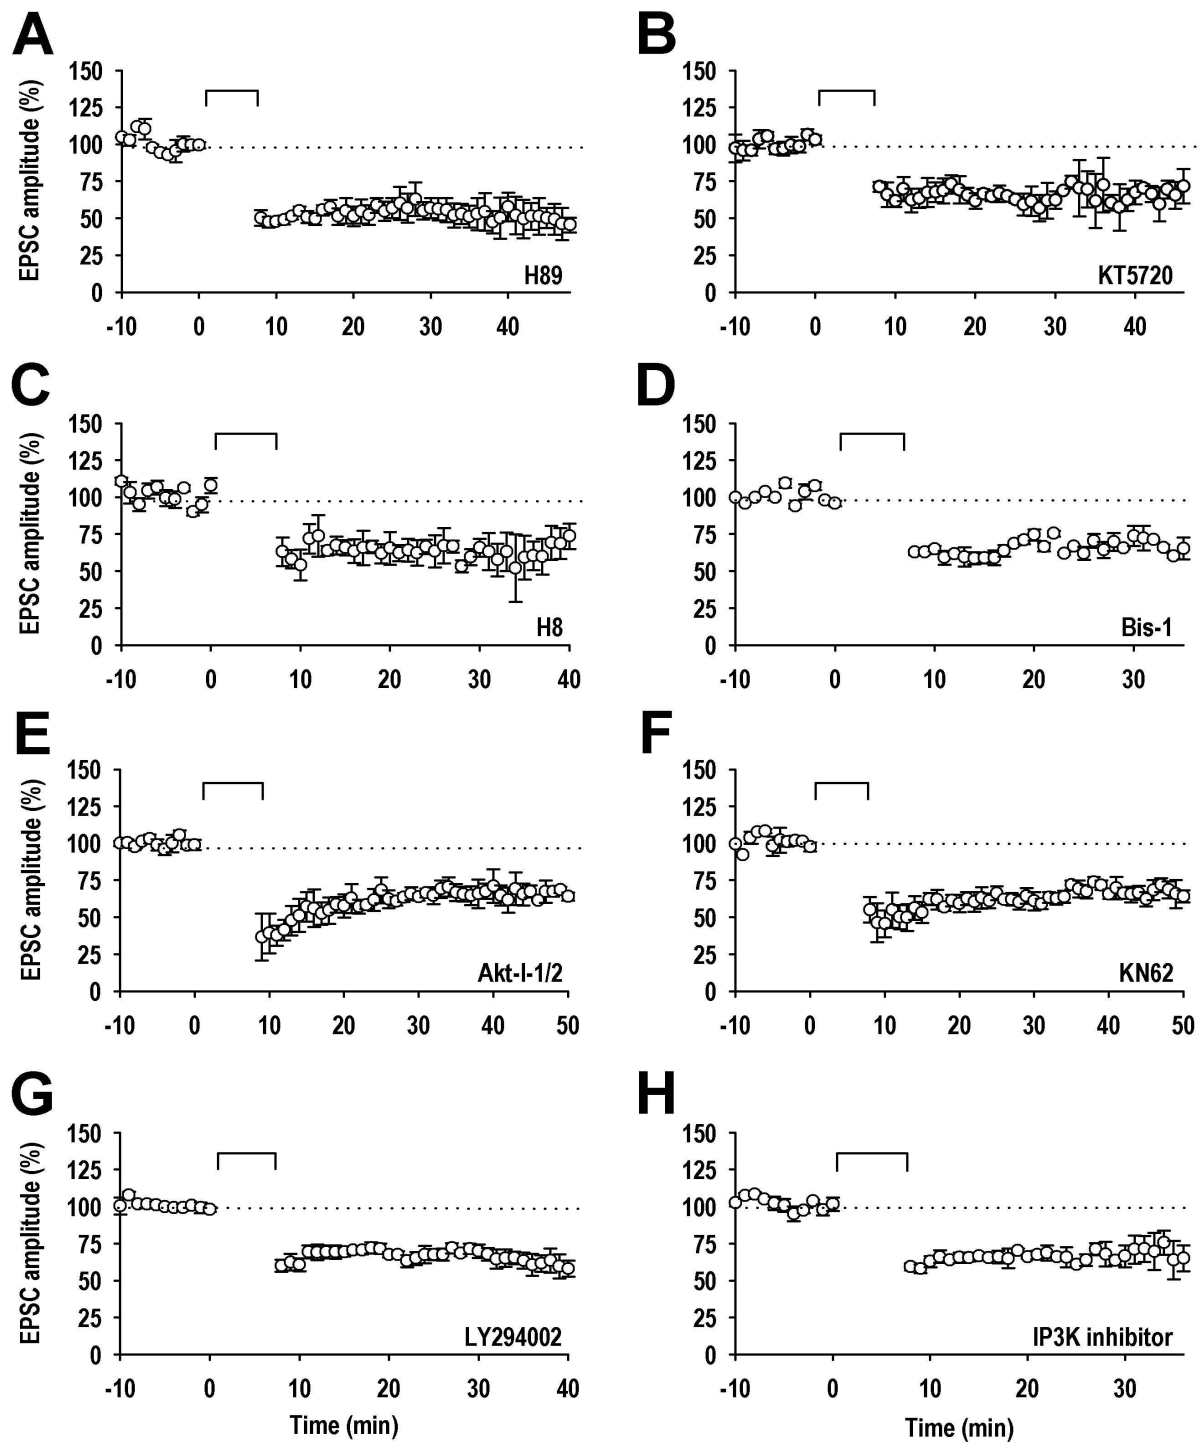 A
EPSC amplitude (%)
150
125
100
75
50
25
0
H89
-10 0 10 20 30 40
B
150
125
100
75
50
25
0
KT5720
-10 0 10 20 30 40
C
EPSC amplitude (%)
150
125
100
75
50
25
0
H8
-10 0 10 20 30 40
D
150
125
100
75
50
25
0
Bis-1
-10 0 10 20 30
E
EPSC amplitude (%)
150
125
100
75
50
25
0
Akt-I-1/2
-10 0 10 20 30 40 50
F
150
125
100
75
50
25
0
KN62
-10 0 10 20 30 40 50
G
EPSC amplitude (%)
150
125
100
75
50
25
0
LY294002
-10 0 10 20 30 40
Time (min)
H
150
125
100
75
50
25
0
IP3K inhibitor
-10 0 10 20 30
Time (min)